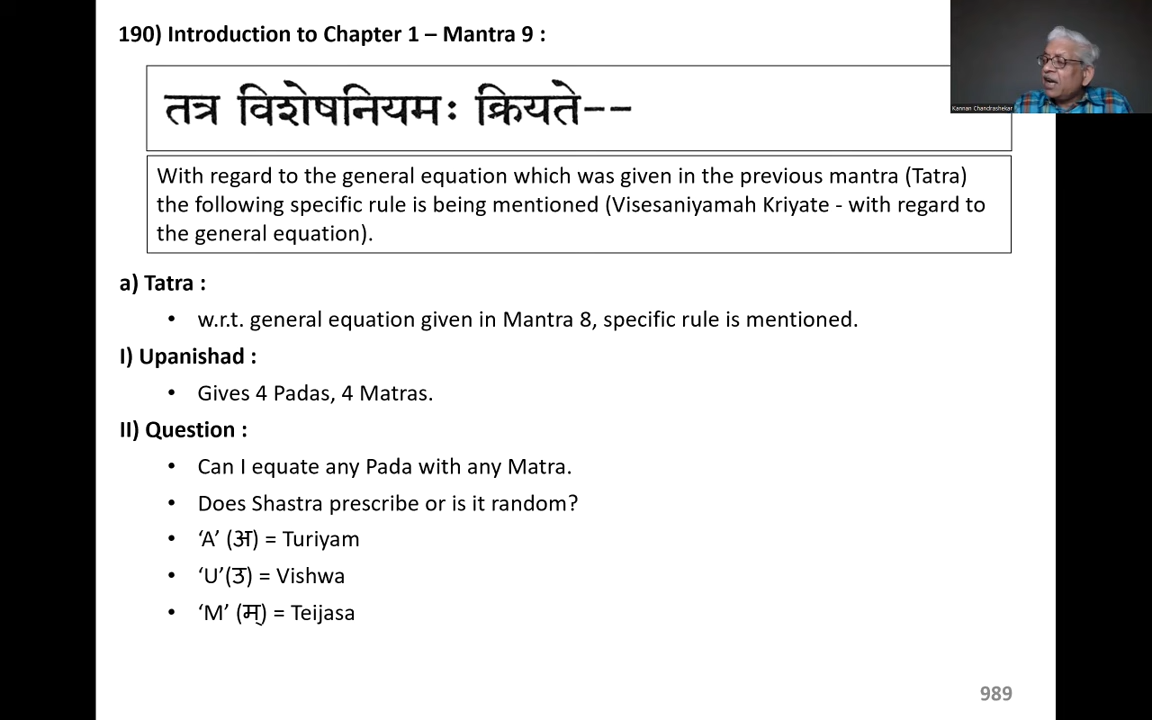 190) Introduction to Chapter 1 – Mantra 9 :
तत्र विशेषनियमः क्रियते--
Kannan Chandrashekar
With regard to the general equation which was given in the previous mantra (Tatra)
the following specific rule is being mentioned (Visesaniyamah Kriyate - with regard to
the general equation).
a) Tatra :
• w.r.t. general equation given in Mantra 8, specific rule is mentioned.
I) Upanishad :
• Gives 4 Padas, 4 Matras.
II) Question :
• Can I equate any Pada with any Matra.
• Does Shastra prescribe or is it random?
• ‘A’ (अ) = Turiyam
• ‘U’(उ) = Vishwa
• ‘M’ (म्) = Teijasa
989